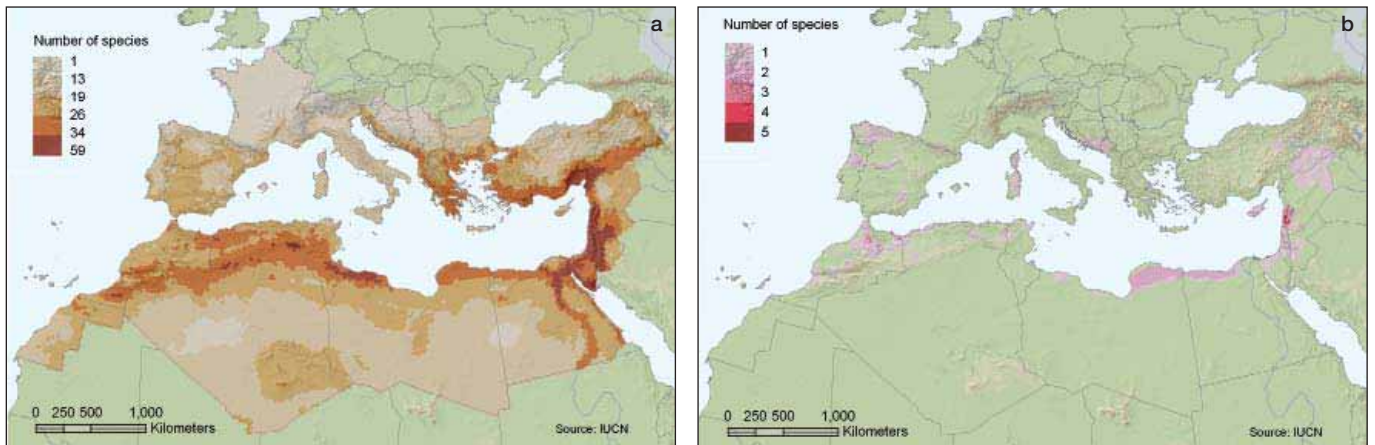 a
Number of species
1
13
19
26
34
59
0 250 500 1,000
Kilometers
Source: IUCN
b
Number of species
1
2
3
4
5
0 250 500 1,000
Kilometers
Source: IUCN